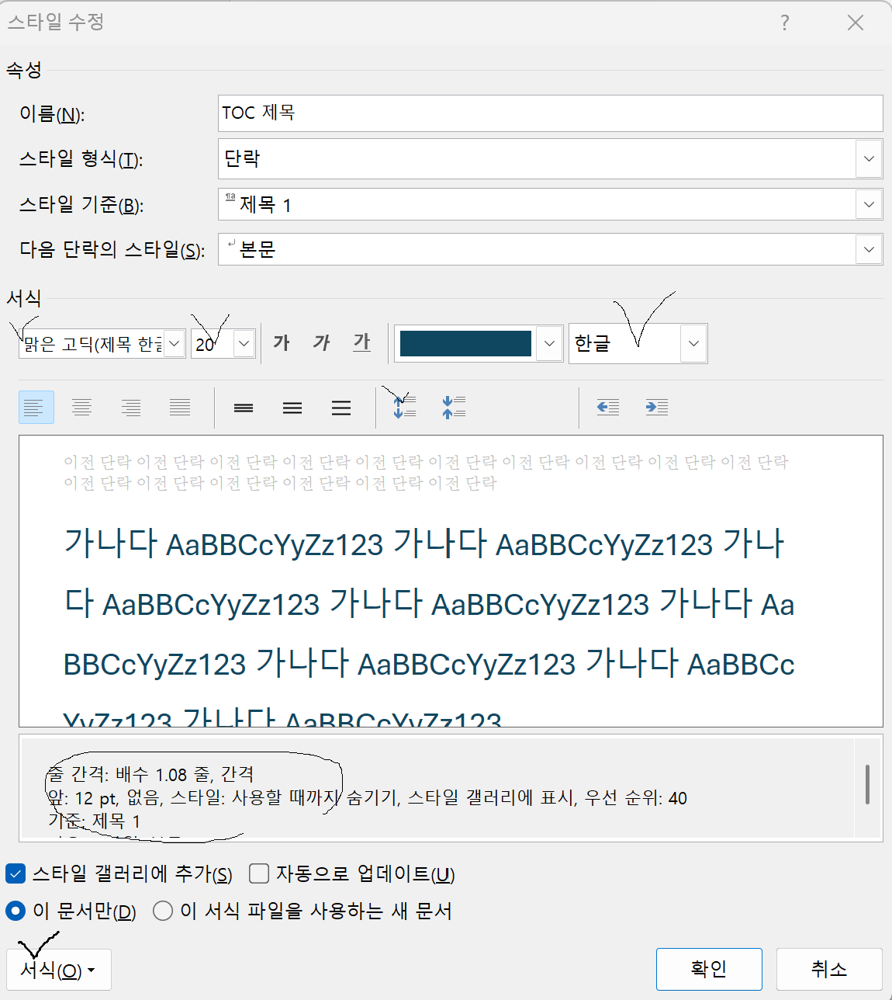 스타일 수정
속성
이름(N):
TOC 제목
스타일 형식(T):
단락
스타일 기준(B):
제목 1
다음 단락의 스타일(S):
본문
서식
맑은 고딕(제목 한글
20
가 가 가
한글
이전 단락 이전 단락 이전 단락 이전 단락 이전 단락 이전 단락 이전 단락 이전 단락 이전 단락 이전 단락
이전 단락 이전 단락 이전 단락 이전 단락 이전 단락 이전 단락
가나다 AaBBCcYyZz123 가나다 AaBBCcYyZz123 가나
다 AaBBCcYyZz123 가나다 AaBBCcYyZz123 가나다 Aa
BBCcYyZz123 가나다 AaBBCcYyZz123 가나다 AaBBCc
YyZz123 가나다 AaBBCcYyZz123
줄 간격: 배수 1.08 줄, 간격
앞: 12 pt, 없음, 스타일: 사용할 때까지 숨기기, 스타일 갤러리에 표시, 우선 순위: 40
기준: 제목 1
스타일 갤러리에 추가(S) 자동으로 업데이트(U)
이 문서만(D) 이 서식 파일을 사용하는 새 문서
서식(O)
확인
취소